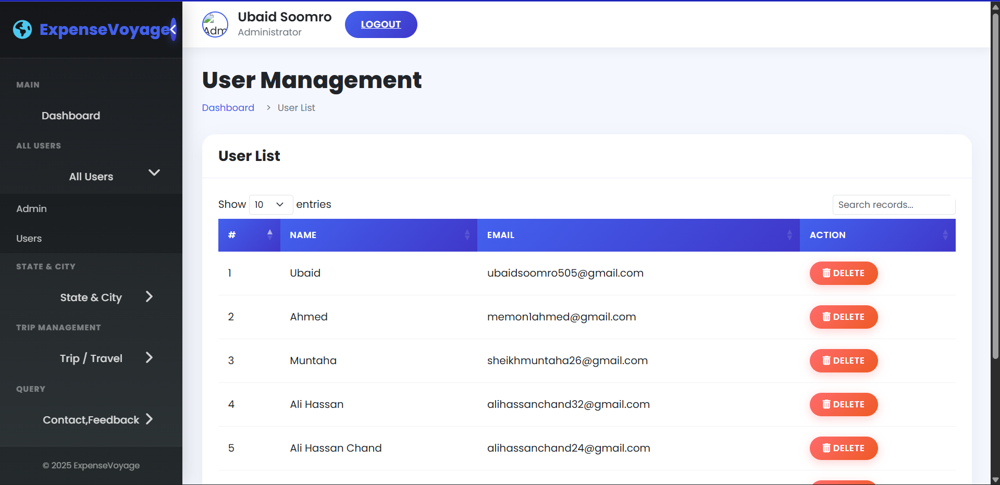 ExpenseVoyage
MAIN
Dashboard
ALL USERS
All Users
Admin
Users
STATE & CITY
State & City
TRIP MANAGEMENT
Trip / Travel
QUERY
Contact,Feedback
© 2025 ExpenseVoyage
Adm
Ubaid Soomro
Administrator
LOGOUT
User Management
Dashboard > User List
User List
Show 10 entries
Search records...
# NAME EMAIL ACTION
1 Ubaid ubaidsoomro505@gmail.com DELETE
2 Ahmed memon1ahmed@gmail.com DELETE
3 Muntaha sheikhmuntaha26@gmail.com DELETE
4 Ali Hassan alihassanchand32@gmail.com DELETE
5 Ali Hassan Chand alihassanchand24@gmail.com DELETE